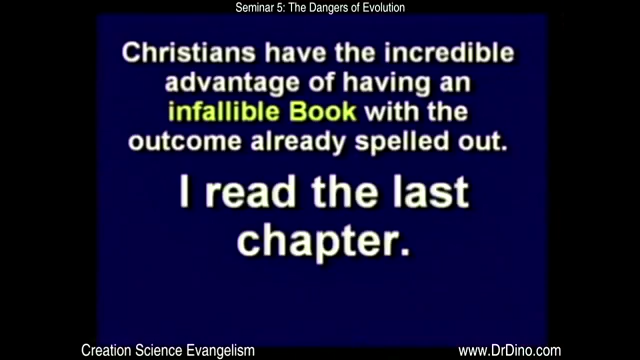 Seminar 5: The Dangers of Evolution
Christians have the incredible
advantage of having an
infallible Book with the
outcome already spelled out.
I read the last
chapter.
Creation Science Evangelism
www.DrDino.com